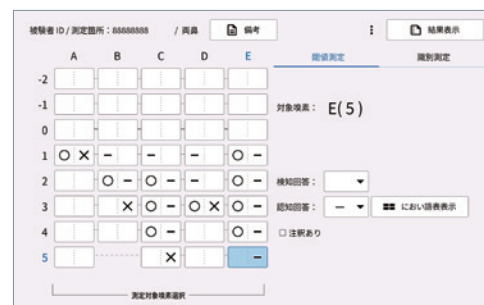 被験者ID/測定箇所：88888888 / 両鼻 備考 結果表示
A B C D E 閾値測定 識別測定
-2
-1 対象嗅素： E(5)
0
1 ○ × － － － ○ －
2 ○ － ○ － ○ － 検知回答：
3 × ○ － ○ × ○ － 認知回答： － におい語表表示
4 ○ － ○ － □ 注釈あり
5 × －
測定対象嗅素選択